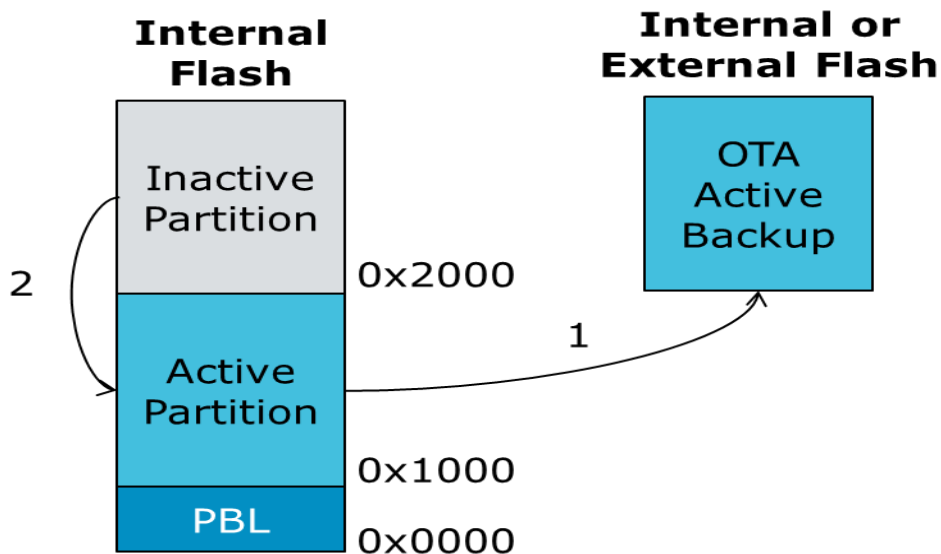 Internal
Flash
Internal or
External Flash
Inactive
Partition
OTA
Active
Backup
0x2000
2
1
Active
Partition
0x1000
PBL
0x0000